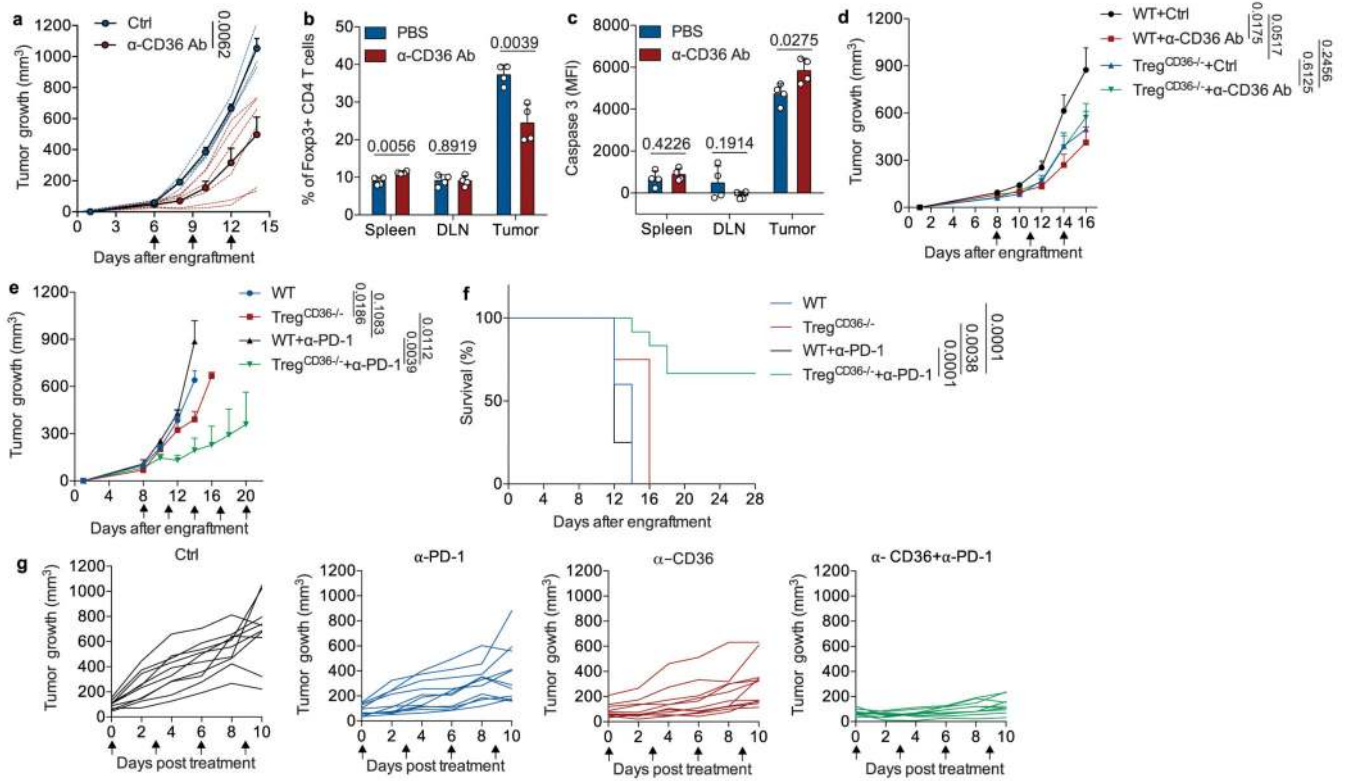 a
Ctrl
α-CD36 Ab
0.0062
Tumor growth (mm3)
1200
1000
800
600
400
200
0
0 3 6 9 12 15
Days after engraftment
b
PBS
α-CD36 Ab
% of Foxp3+ CD4 T cells
50
40
30
20
10
0
0.0056
0.8919
0.0039
Spleen DLN Tumor
c
PBS
α-CD36 Ab
Caspase 3 (MFI)
8000
6000
4000
2000
0
0.4226
0.1914
0.0275
Spleen DLN Tumor
d
WT+Ctrl
WT+α-CD36 Ab
TregCD36-/-+Ctrl
TregCD36-/-+α-CD36 Ab
0.0175
0.0517
0.6125
0.2456
Tumor growth (mm3)
1200
900
600
300
0
0 2 4 6 8 10 12 14 16
Days after engraftment
e
WT
TregCD36-/-
WT+α-PD-1
TregCD36-/-+α-PD-1
0.0186
0.1083
0.0039
0.0112
Tumor growth (mm3)
1200
900
600
300
0
0 4 8 12 16 20
Days after engraftment
f
WT
TregCD36-/-
WT+α-PD-1
TregCD36-/-+α-PD-1
0.0001
0.0038
0.0001
Survival (%)
100
50
0
0 4 8 12 16 20 24 28
Days after engraftment
g
Ctrl
Tumor growth (mm3)
1200
1000
800
600
400
200
0
0 2 4 6 8 10
Days post treatment
α-PD-1
Tumor growth (mm3)
1200
1000
800
600
400
200
0
0 2 4 6 8 10
Days post treatment
α-CD36
Tumor growth (mm3)
1200
1000
800
600
400
200
0
0 2 4 6 8 10
Days post treatment
α- CD36+α-PD-1
Tumor gowth (mm3)
1200
1000
800
600
400
200
0
0 2 4 6 8 10
Days post treatment